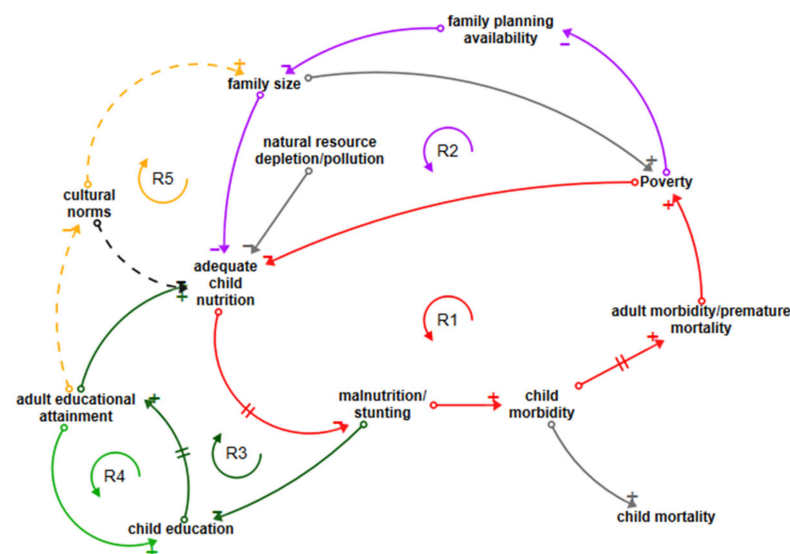 family planning
availability
family size
natural resource
depletion/pollution
R2
R5
cultural
norms
Poverty
adequate
child
nutrition
R1
adult morbidity/premature
mortality
adult educational
attainment
malnutrition/
stunting
child
morbidity
R3
R4
child education
child mortality